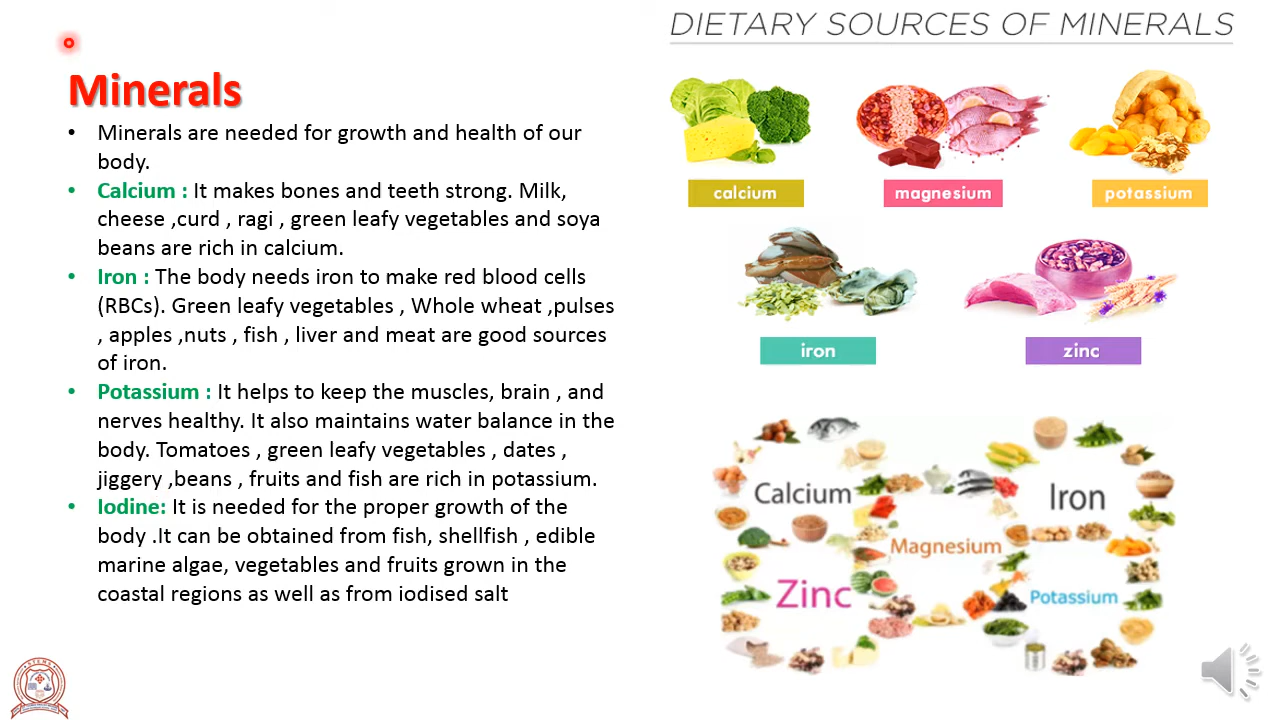 DIETARY SOURCES OF MINERALS
Minerals
• Minerals are needed for growth and health of our
body.
• Calcium : It makes bones and teeth strong. Milk,
cheese ,curd , ragi , green leafy vegetables and soya
beans are rich in calcium.
• Iron : The body needs iron to make red blood cells
(RBCs). Green leafy vegetables , Whole wheat ,pulses
, apples ,nuts , fish , liver and meat are good sources
of iron.
• Potassium : It helps to keep the muscles, brain , and
nerves healthy. It also maintains water balance in the
body. Tomatoes , green leafy vegetables , dates ,
jiggery ,beans , fruits and fish are rich in potassium.
• Iodine: It is needed for the proper growth of the
body .It can be obtained from fish, shellfish , edible
marine algae, vegetables and fruits grown in the
coastal regions as well as from iodised salt
calcium
magnesium
potassium
iron
zinc
Calcium
Iron
Magnesium
Zinc
Potassium